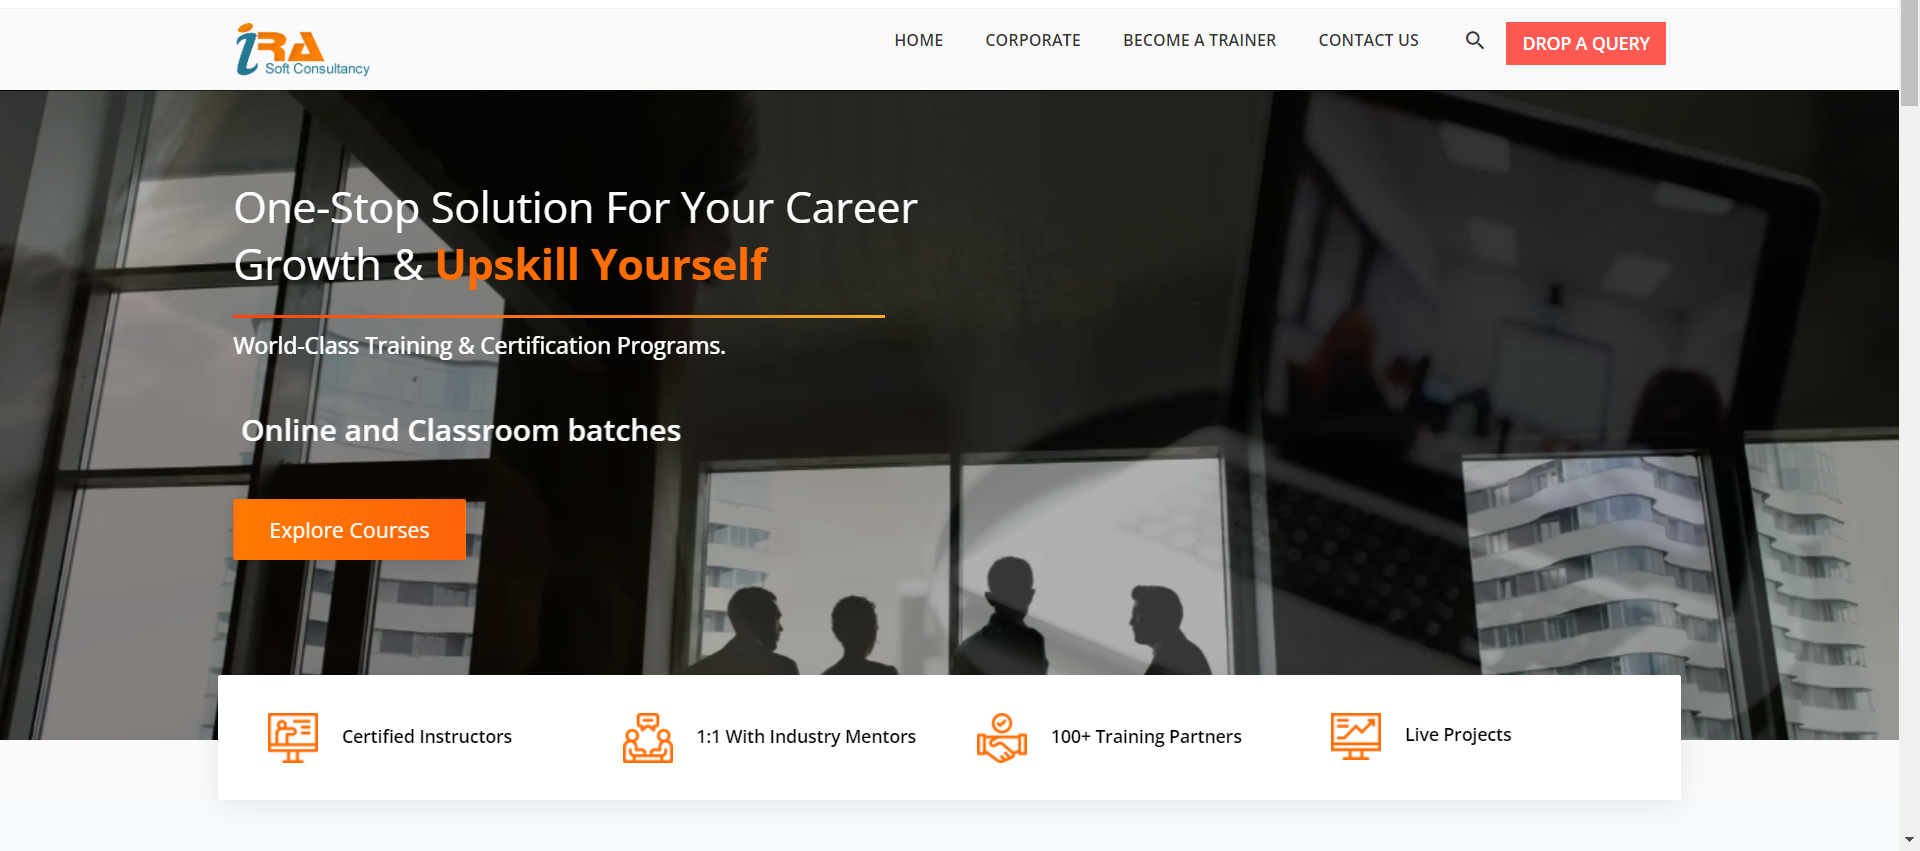 iRA
Soft Consultancy
HOME
CORPORATE
BECOME A TRAINER
CONTACT US
DROP A QUERY
One-Stop Solution For Your Career
Growth & Upskill Yourself
World-Class Training & Certification Programs.
Online and Classroom batches
Explore Courses
Certified Instructors
1:1 With Industry Mentors
100+ Training Partners
Live Projects